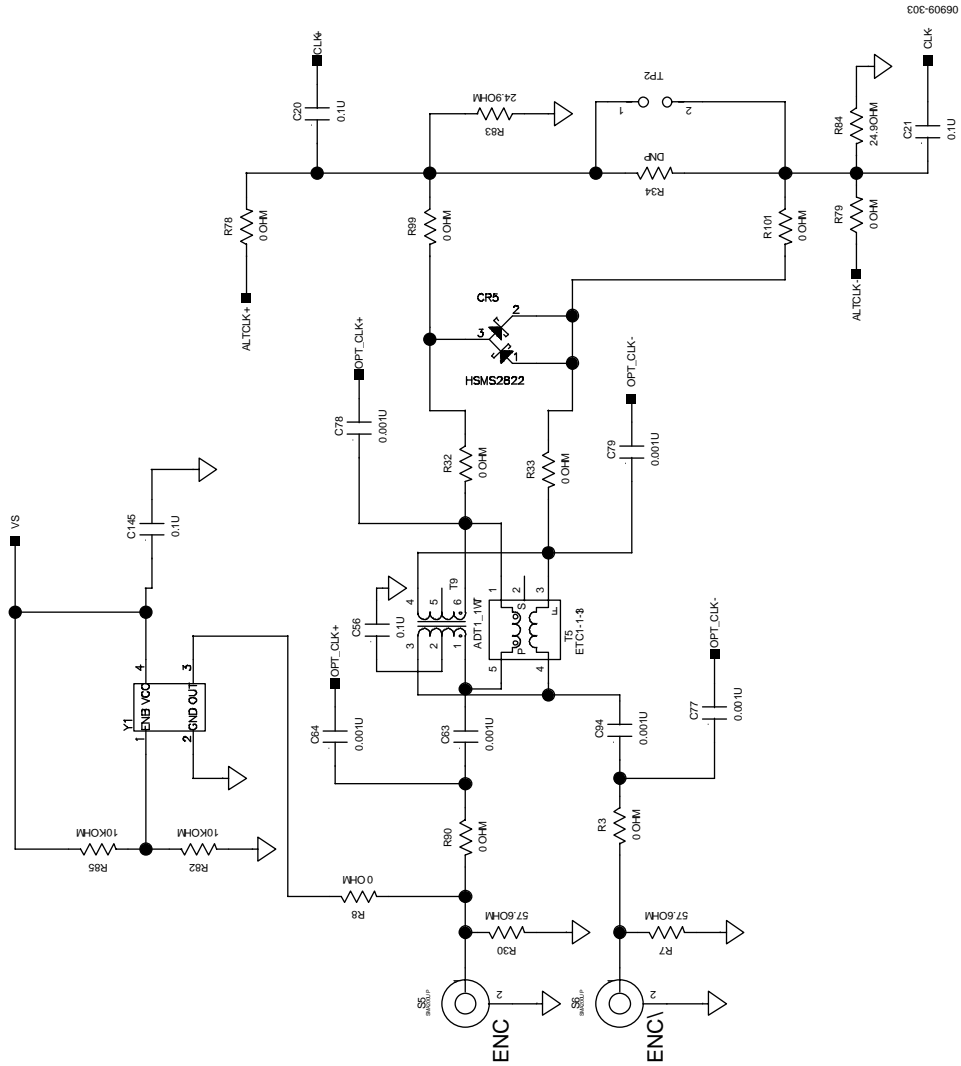 06909-303
CLK+
C20
0.1U
R78
0 OHM
ALTCLK+
24.9OHM
R83
TP2
1
2
R84
24.9OHM
CLK-
C21
0.1U
DNP
R34
R99
0 OHM
R101
0 OHM
R79
0 OHM
ALTCLK-
CR5
3
2
1
HSMS2822
OPT_CLK+
C78
0.001U
R32
0 OHM
R33
0 OHM
OPT_CLK-
C79
0.001U
VS
C145
0.1U
C56
0.1U
4
5
6
T9
3
2
1
ADT1_1WT
1
2
3
S
P
F
5
4
T5
ETC1-1-13
OPT_CLK+
C64
0.001U
C63
0.001U
C94
0.001U
OPT_CLK-
C77
0.001U
Y1
4
3
ENB VCC
GND OUT
1
2
10KOHM
R85
10KOHM
R82
0 OHM
R8
R90
0 OHM
R3
0 OHM
57.6OHM
R30
57.6OHM
R7
S5
1
2
ENC
S6
1
2
ENC\